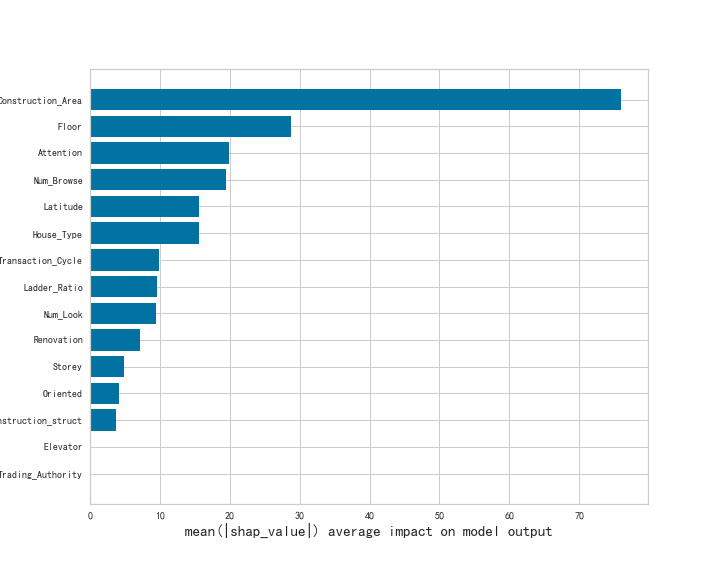 Construction_Area
Floor
Attention
Num_Browse
Latitude
House_Type
Transaction_Cycle
Ladder_Ratio
Num_Look
Renovation
Storey
Oriented
nstruction_struct
Elevator
Trading_Authority
0 10 20 30 40 50 60 70
mean(|shap_value|) average impact on model output